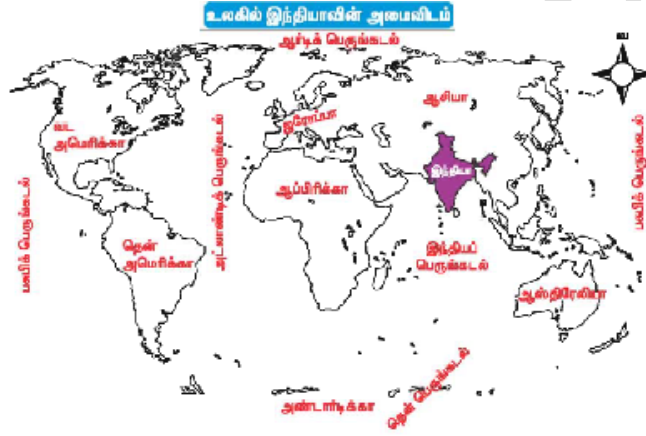 உலகில் இந்தியாவின் அமைவிடம்
ஆர்டிக் பெருங்கடல்
வ
ஆசியா
ஐரோப்பா
வட
அமெரிக்கா
அட்லாண்டிக் பெருங்கடல்
பசுபிக் பெருங்கடல்
இந்தியா
ஆப்பிரிக்கா
பசுபிக் பெருங்கடல்
தென்
அமெரிக்கா
இந்தியப்
பெருங்கடல்
ஆஸ்திரேலியா
தென் பெருங்கடல்
அண்டார்டிக்கா